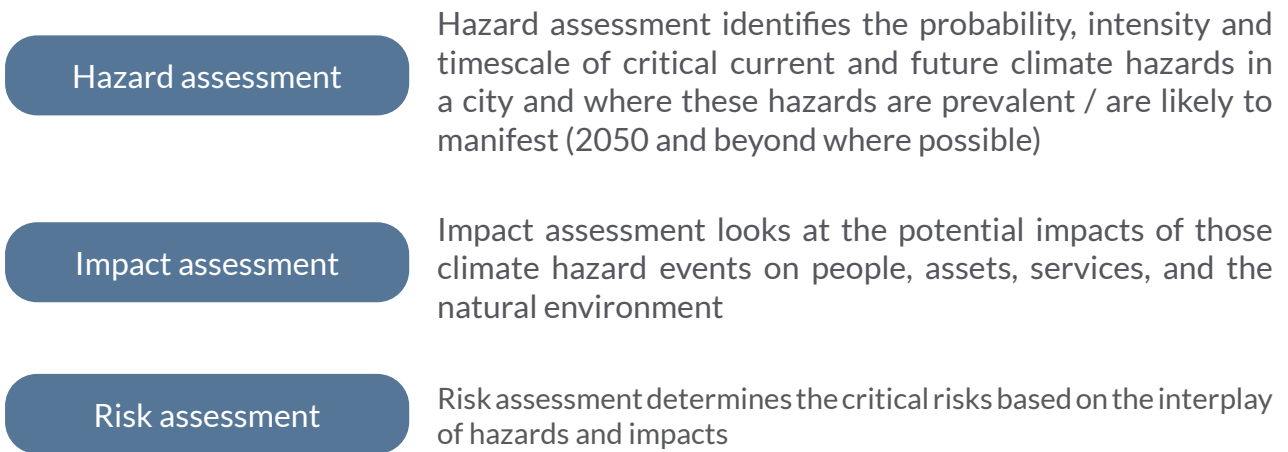 Hazard assessment
Hazard assessment identifies the probability, intensity and
timescale of critical current and future climate hazards in
a city and where these hazards are prevalent / are likely to
manifest (2050 and beyond where possible)
Impact assessment
Impact assessment looks at the potential impacts of those
climate hazard events on people, assets, services, and the
natural environment
Risk assessment
Risk assessment determines the critical risks based on the interplay
of hazards and impacts